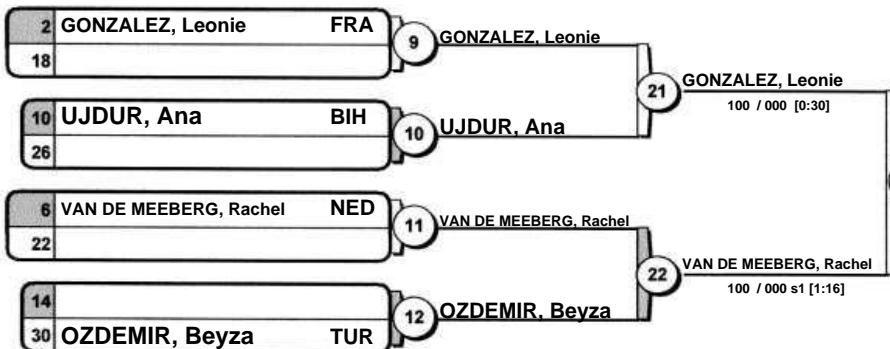 2 GONZALEZ, Leonie FRA
18
9
GONZALEZ, Leonie
10 UJDUR, Ana BIH
26
10
UJDUR, Ana
21
GONZALEZ, Leonie
100 / 000 [0:30]
6 VAN DE MEEBERG, Rachel NED
22
11
VAN DE MEEBERG, Rachel
14
30 OZDEMIR, Beyza TUR
12
OZDEMIR, Beyza
22
VAN DE MEEBERG, Rachel
100 / 000 s1 [1:16]